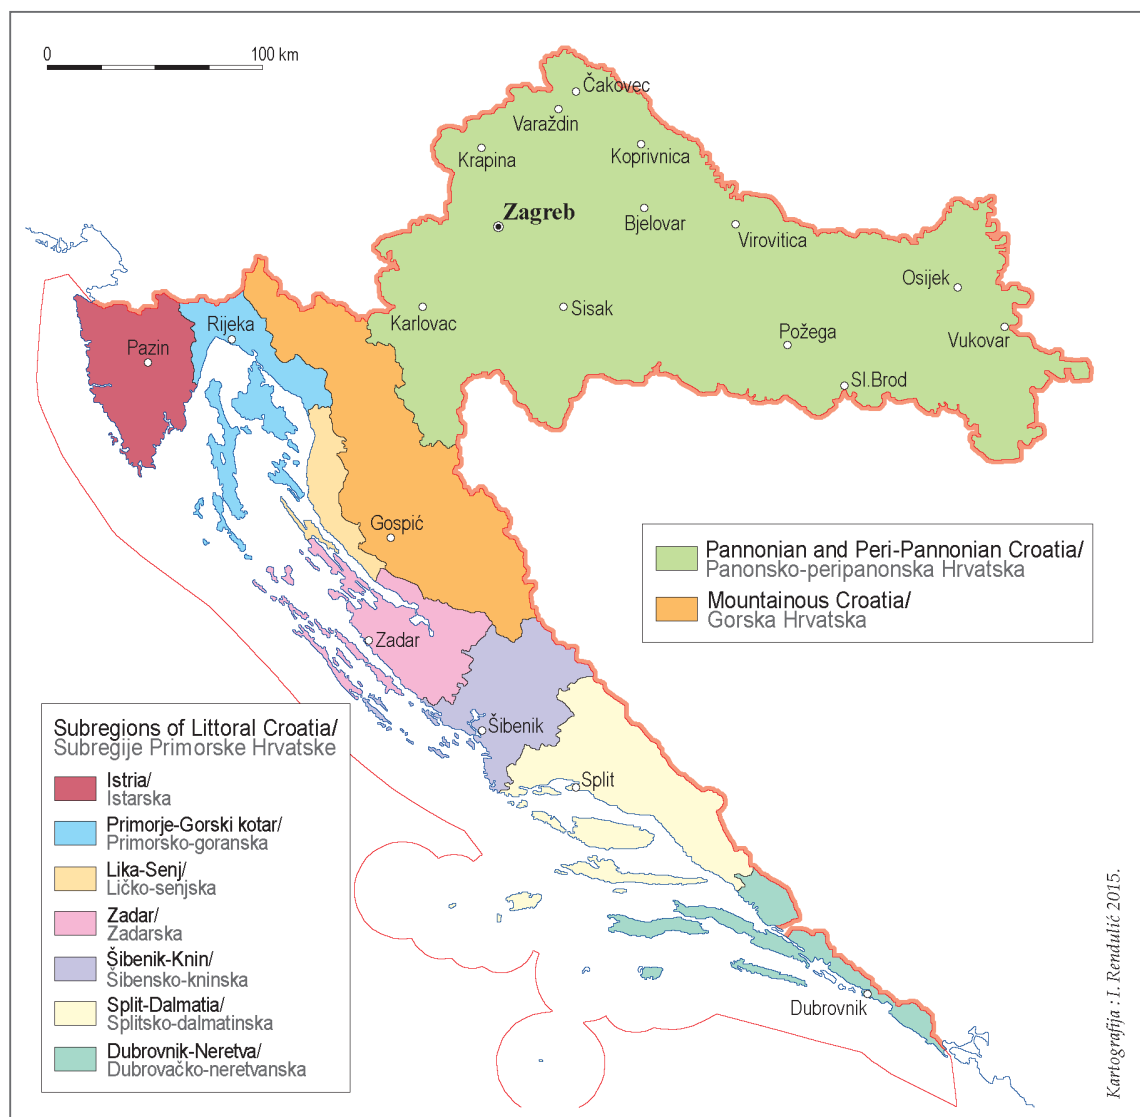 0 100 km
Čakovec
Varaždin
Krapina
Koprivnica
Zagreb
Bjelovar
Virovitica
Osijek
Rijeka
Karlovac
Sisak
Požega
Vukovar
Pazin
Sl.Brod
Gospić
Pannonian and Peri-Pannonian Croatia/
Panonsko-peripanonska Hrvatska
Mountainous Croatia/
Gorska Hrvatska
Zadar
Šibenik
Split
Dubrovnik
Subregions of Littoral Croatia/
Subregije Primorske Hrvatske
Istria/
Istarska
Primorje-Gorski kotar/
Primorsko-goranska
Lika-Senj/
Ličko-senjska
Zadar/
Zadarska
Šibenik-Knin/
Šibensko-kninska
Split-Dalmatia/
Splitsko-dalmatinska
Dubrovnik-Neretva/
Dubrovačko-neretvanska
Kartografija : I. Rendulić 2015.